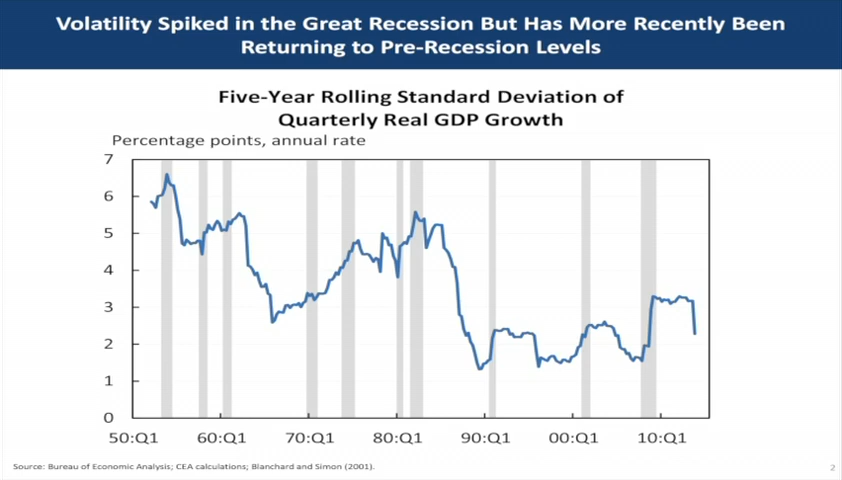 Volatility Spiked in the Great Recession But Has More Recently Been
Returning to Pre-Recession Levels
Five-Year Rolling Standard Deviation of
Quarterly Real GDP Growth
Percentage points, annual rate
7
6
5
4
3
2
1
0
50:Q1 60:Q1 70:Q1 80:Q1 90:Q1 00:Q1 10:Q1
Source: Bureau of Economic Analysis; CEA calculations; Blanchard and Simon (2001).
2